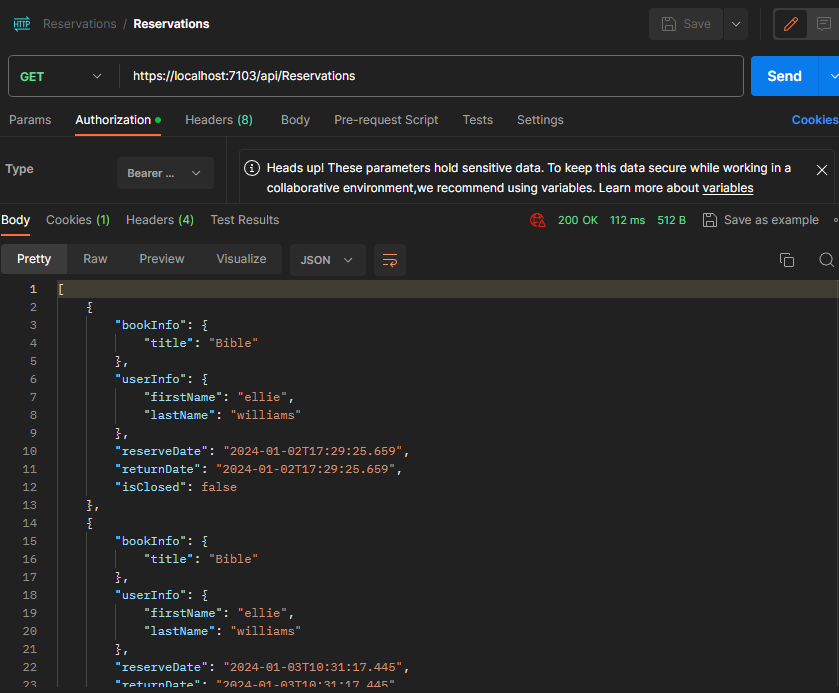 HTTP Reservations / Reservations Save
GET https://localhost:7103/api/Reservations Send
Params Authorization Headers (8) Body Pre-request Script Tests Settings Cookies
Type Bearer ... Heads up! These parameters hold sensitive data. To keep this data secure while working in a
collaborative environment,we recommend using variables. Learn more about variables
Body Cookies (1) Headers (4) Test Results 200 OK 112 ms 512 B Save as example
Pretty Raw Preview Visualize JSON
1 [
2 {
3 "bookInfo": {
4 "title": "Bible"
5 },
6 "userInfo": {
7 "firstName": "ellie",
8 "lastName": "williams"
9 },
10 "reserveDate": "2024-01-02T17:29:25.659",
11 "returnDate": "2024-01-02T17:29:25.659",
12 "isClosed": false
13 },
14 {
15 "bookInfo": {
16 "title": "Bible"
17 },
18 "userInfo": {
19 "firstName": "ellie",
20 "lastName": "williams"
21 },
22 "reserveDate": "2024-01-03T10:31:17.445",
23 "returnDate": "2024-01-03T10:31:17.445"